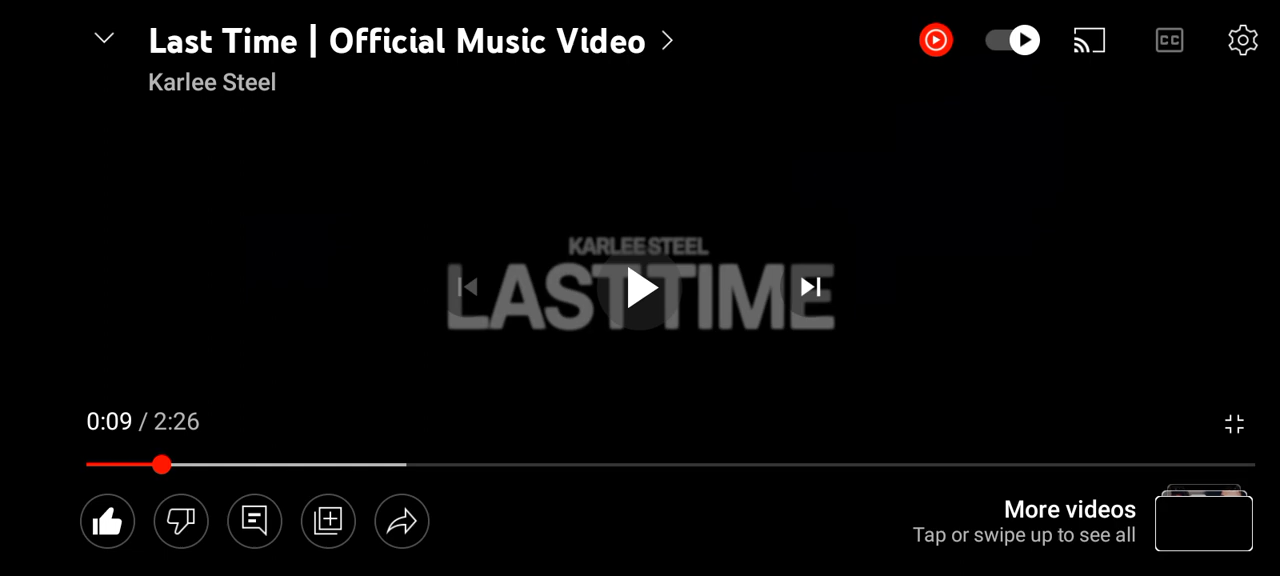 Last Time | Official Music Video
Karlee Steel
CC
KARLEE STEEL
LAST TIME
0:09 / 2:26
More videos
Tap or swipe up to see all